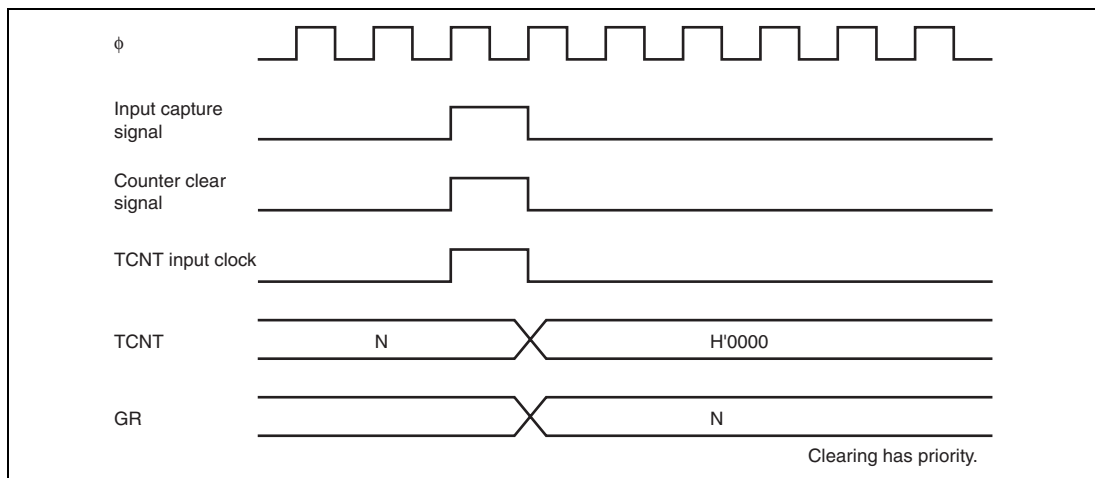 ϕ
Input capture
signal
Counter clear
signal
TCNT input clock
TCNT N H'0000
GR N
Clearing has priority.